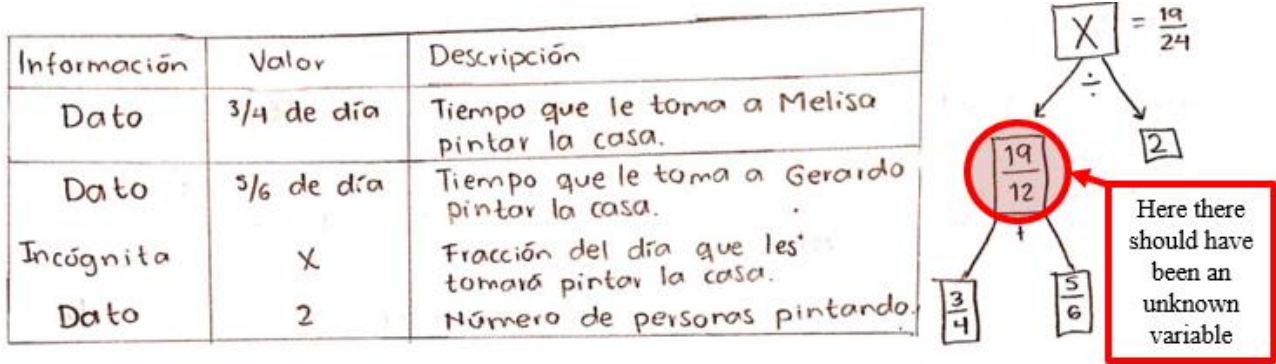 Información Valor Descripción
Dato 3/4 de día Tiempo que le toma a Melisa
pintar la casa.
Dato 5/6 de día Tiempo que le toma a Gerardo
pintar la casa.
Incógnita X Fracción del día que les
tomará pintar la casa.
Dato 2 Número de personas pintando.
X = 19/24
÷
19/12
2
+
3/4
5/6
Here there
should have
been an
unknown
variable